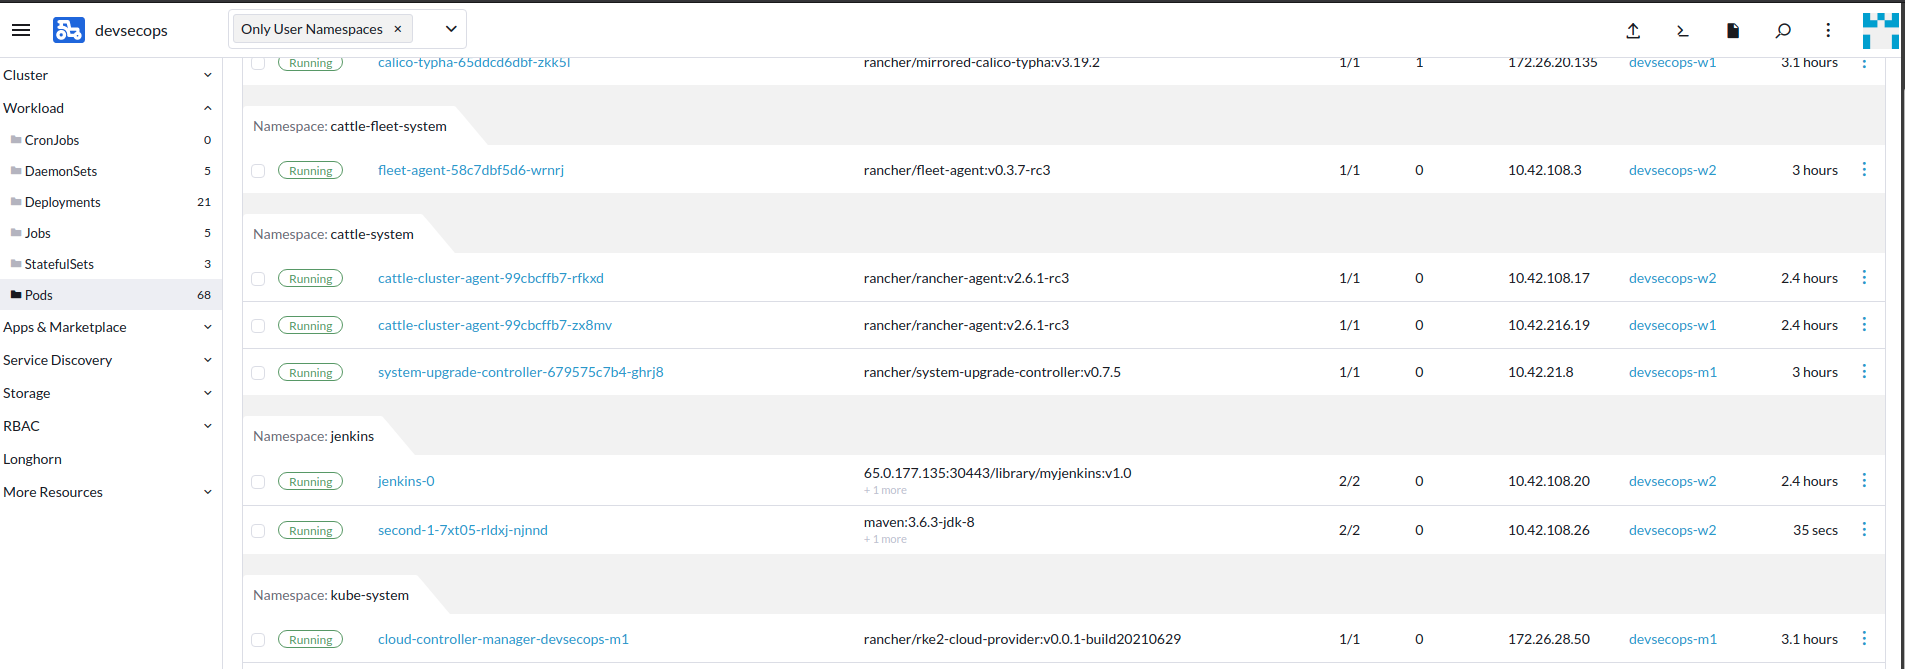 devsecops
Only User Namespaces ×
Cluster
Workload
CronJobs 0
DaemonSets 5
Deployments 21
Jobs 5
StatefulSets 3
Pods 68
Apps & Marketplace
Service Discovery
Storage
RBAC
Longhorn
More Resources
Running calico-typha-65ddcd6dbf-zkk5l rancher/mirrored-calico-typha:v3.19.2 1/1 1 172.26.20.135 devsecops-w1 3.1 hours
Namespace: cattle-fleet-system
Running fleet-agent-58c7dbf5d6-wrnrj rancher/fleet-agent:v0.3.7-rc3 1/1 0 10.42.108.3 devsecops-w2 3 hours
Namespace: cattle-system
Running cattle-cluster-agent-99cbcffb7-rfkxd rancher/rancher-agent:v2.6.1-rc3 1/1 0 10.42.108.17 devsecops-w2 2.4 hours
Running cattle-cluster-agent-99cbcffb7-zx8mv rancher/rancher-agent:v2.6.1-rc3 1/1 0 10.42.216.19 devsecops-w1 2.4 hours
Running system-upgrade-controller-679575c7b4-ghrj8 rancher/system-upgrade-controller:v0.7.5 1/1 0 10.42.21.8 devsecops-m1 3 hours
Namespace: jenkins
Running jenkins-0 65.0.177.135:30443/library/myjenkins:v1.0 2/2 0 10.42.108.20 devsecops-w2 2.4 hours
+ 1 more
Running second-1-7xt05-rldxj-njnnd maven:3.6.3-jdk-8 2/2 0 10.42.108.26 devsecops-w2 35 secs
+ 1 more
Namespace: kube-system
Running cloud-controller-manager-devsecops-m1 rancher/rke2-cloud-provider:v0.0.1-build20210629 1/1 0 172.26.28.50 devsecops-m1 3.1 hours